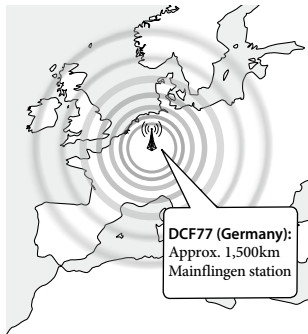 DCF77 (Germany):
Approx. 1,500km
Mainflingen station